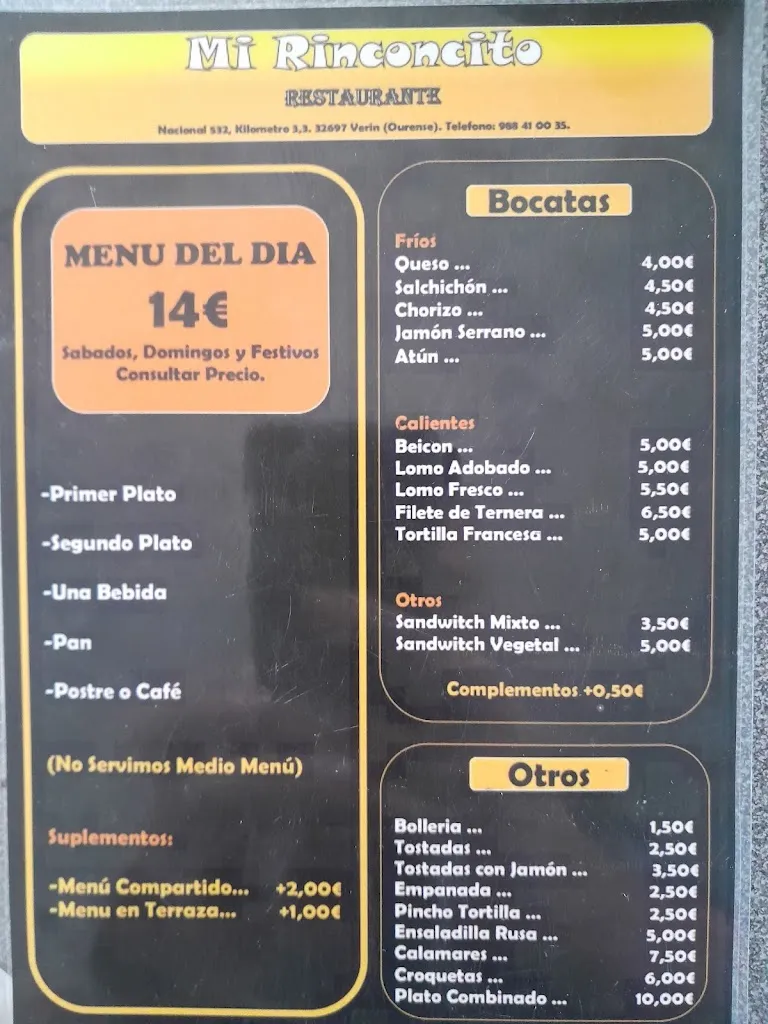 Mi Rinconcito
RESTAURANTE
Nacional 532, Kilometro 3,3. 32697 Verin (Ourense). Telefono: 988 41 00 35.
MENU DEL DIA
14€
Sabados, Domingos y Festivos
Consultar Precio.
-Primer Plato
-Segundo Plato
-Una Bebida
-Pan
-Postre o Café
(No Servimos Medio Menú)
Suplementos:
-Menú Compartido... +2,00€
-Menu en Terraza... +1,00€
Bocatas
Fríos
Queso ... 4,00€
Salchichón ... 4,50€
Chorizo ... 4,50€
Jamón Serrano ... 5,00€
Atún ... 5,00€
Calientes
Beicon ... 5,00€
Lomo Adobado ... 5,00€
Lomo Fresco ... 5,50€
Filete de Ternera ... 6,50€
Tortilla Francesa ... 5,00€
Otros
Sandwitch Mixto ... 3,50€
Sandwitch Vegetal ... 5,00€
Complementos +0,50€
Otros
Bolleria ... 1,50€
Tostadas ... 2,50€
Tostadas con Jamón ... 3,50€
Empanada ... 2,50€
Pincho Tortilla ... 2,50€
Ensaladilla Rusa ... 5,00€
Calamares ... 7,50€
Croquetas ... 6,00€
Plato Combinado ... 10,00€